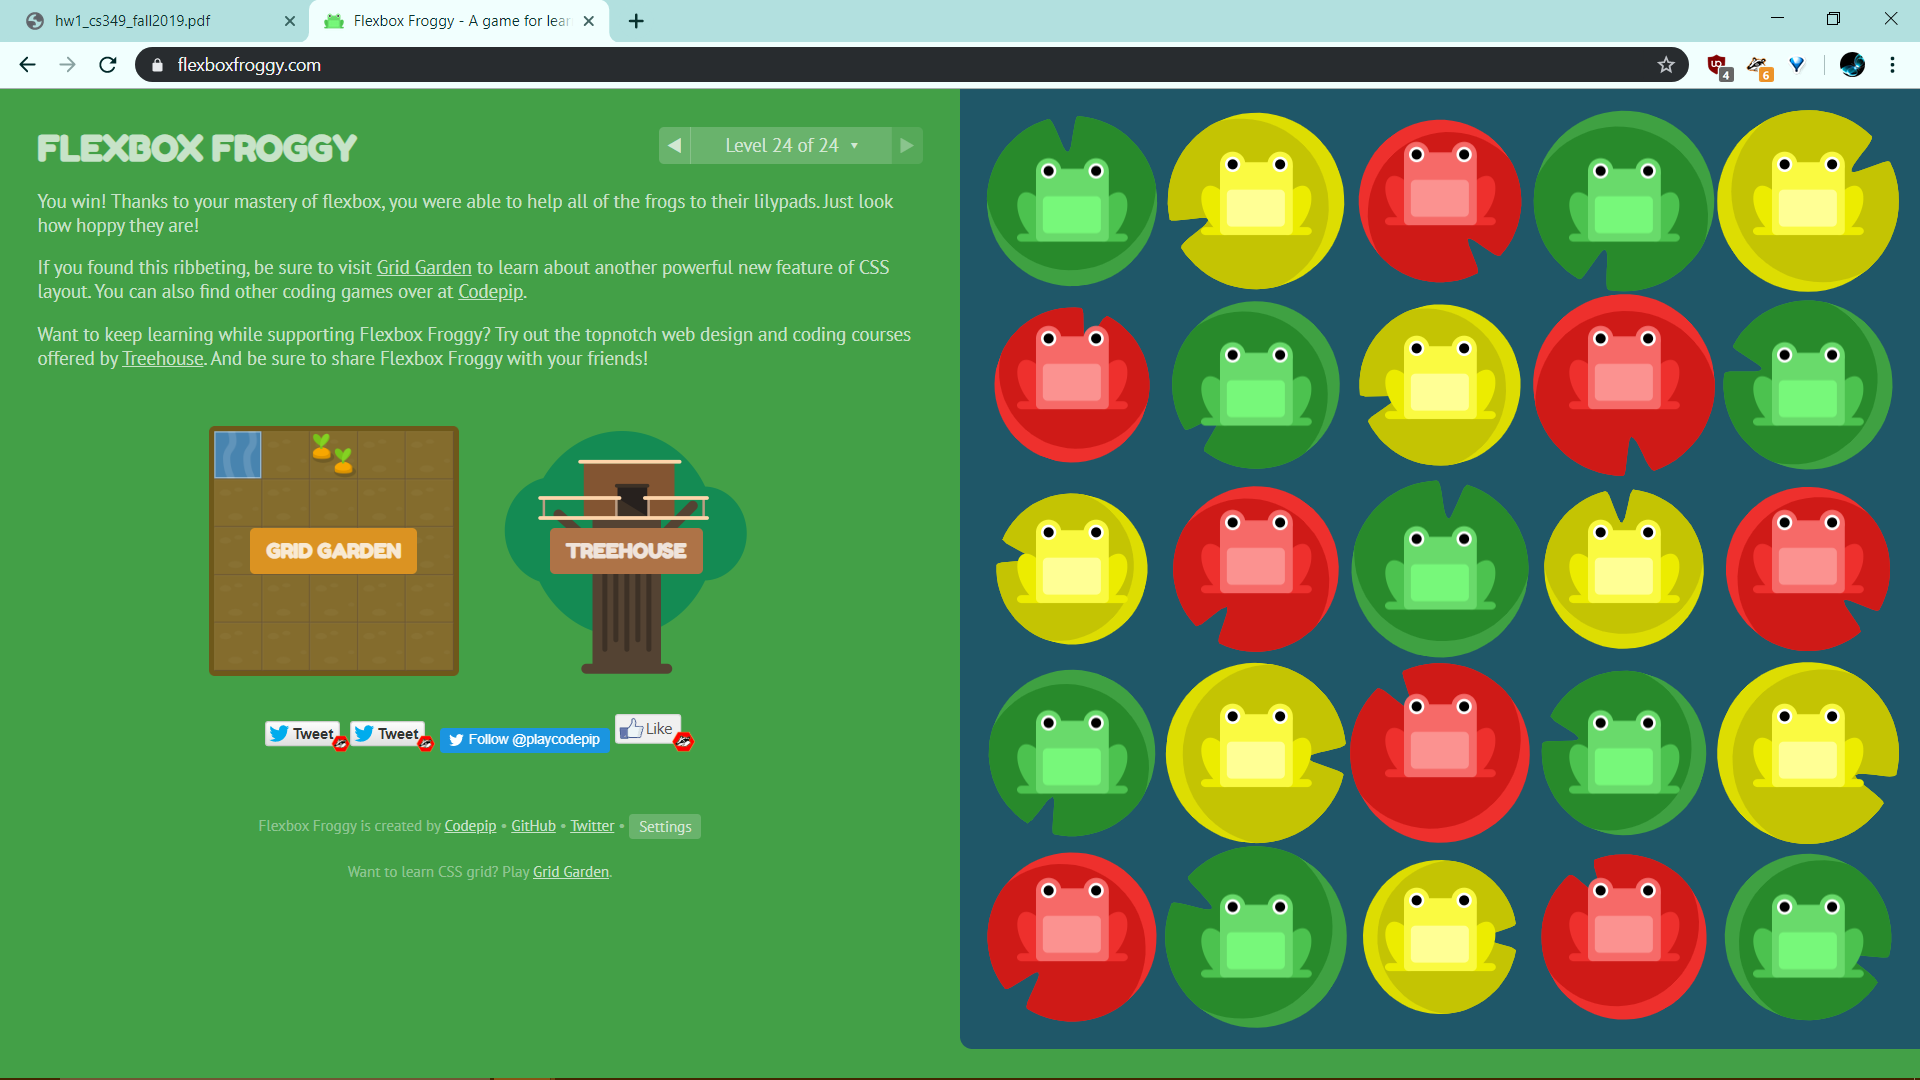 hw1_cs349_fall2019.pdf
Flexbox Froggy - A game for lear
flexboxfroggy.com
4
6
FLEXBOX FROGGY
Level 24 of 24
You win! Thanks to your mastery of flexbox, you were able to help all of the frogs to their lilypads. Just look
how hoppy they are!
If you found this ribbeting, be sure to visit Grid Garden to learn about another powerful new feature of CSS
layout. You can also find other coding games over at Codepip.
Want to keep learning while supporting Flexbox Froggy? Try out the topnotch web design and coding courses
offered by Treehouse. And be sure to share Flexbox Froggy with your friends!
GRID GARDEN
TREEHOUSE
Tweet
Tweet
Follow @playcodepip
Like
Flexbox Froggy is created by Codepip • GitHub • Twitter • Settings
Want to learn CSS grid? Play Grid Garden.